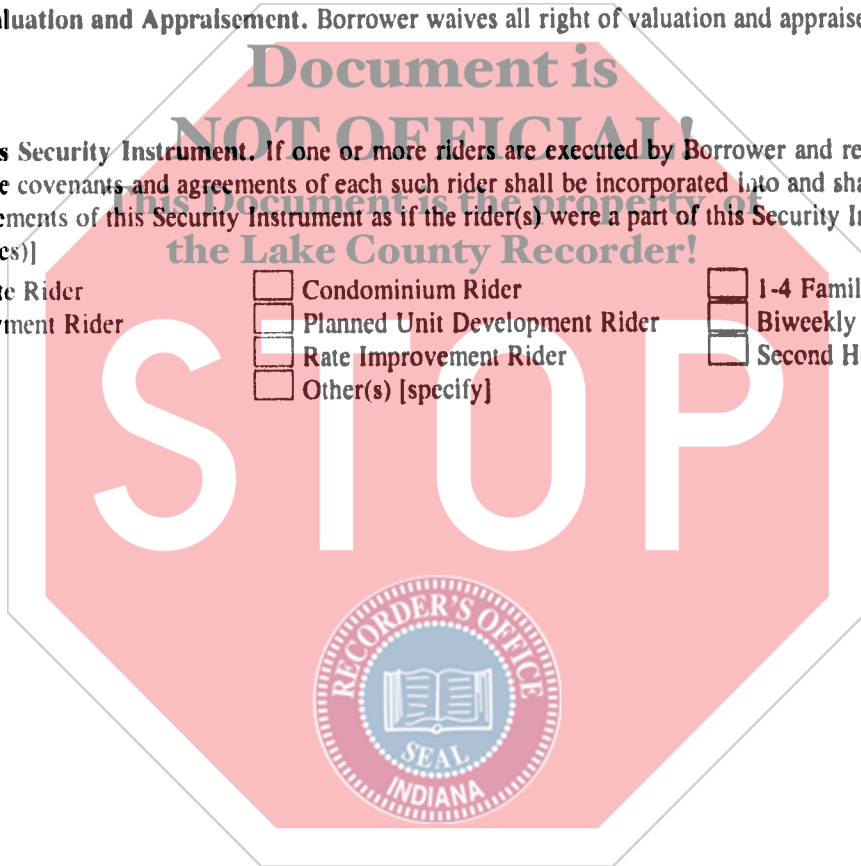 luation and Appraisement. Borrower waives all right of valuation and appraise
Document is
NOT OFFICIAL!
s Security Instrument. If one or more riders are executed by Borrower and re
e covenants and agreements of each such rider shall be incorporated into and sha
This Document is the property of
ements of this Security Instrument as if the rider(s) were a part of this Security In
the Lake County Recorder!
es)]
te Rider
Condominium Rider
1-4 Famil
ment Rider
Planned Unit Development Rider
Biweekly
Rate Improvement Rider
Second H
Other(s) [specify]
STOP
RECORDER'S OFFICE
SEAL
INDIANA